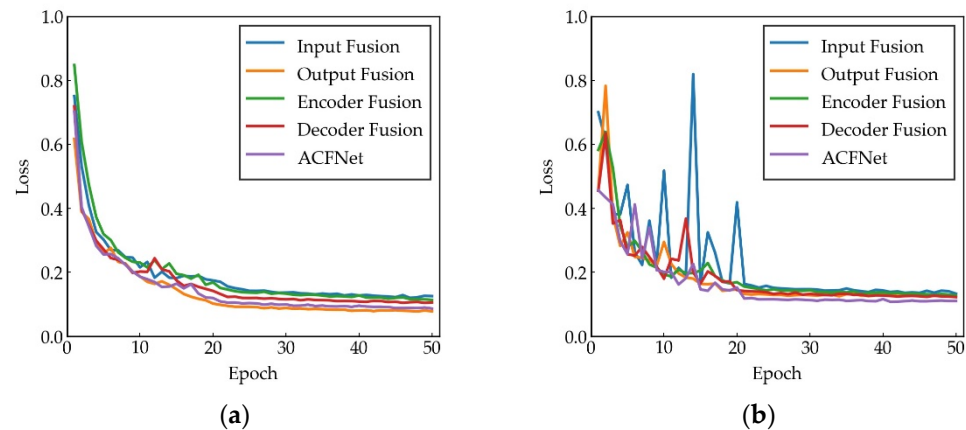 1.0
0.8
0.6
0.4
0.2
0.0
0
10
20
30
40
50
Loss
Epoch
Input Fusion
Output Fusion
Encoder Fusion
Decoder Fusion
ACFNet
(a)
1.0
0.8
0.6
0.4
0.2
0.0
0
10
20
30
40
50
Loss
Epoch
Input Fusion
Output Fusion
Encoder Fusion
Decoder Fusion
ACFNet
(b)